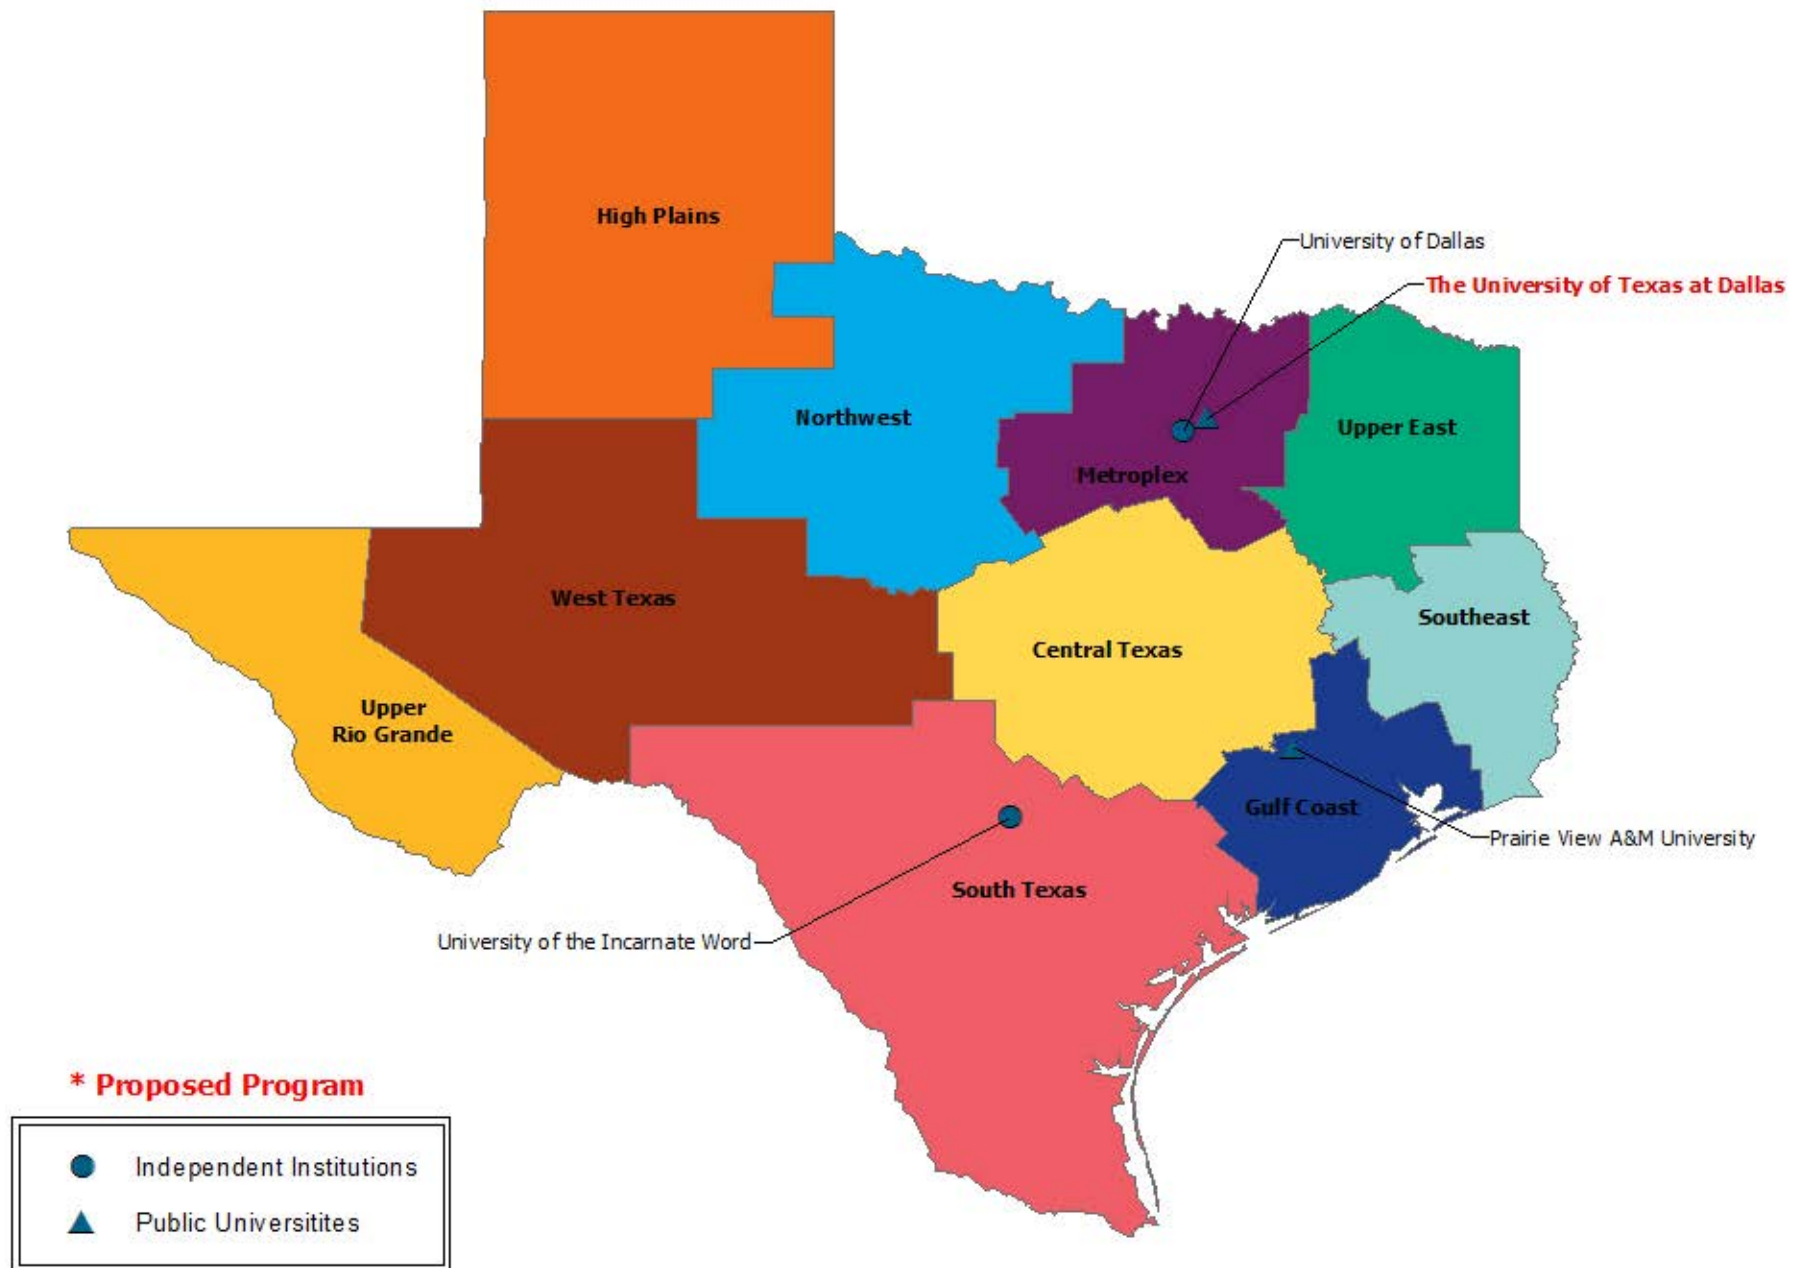 High Plains
University of Dallas
The University of Texas at Dallas
Northwest
Upper East
Metroplex
West Texas
Southeast
Central Texas
Upper
Rio Grande
Gulf Coast
Prairie View A&M University
South Texas
University of the Incarnate Word
* Proposed Program
Independent Institutions
Public Universitites